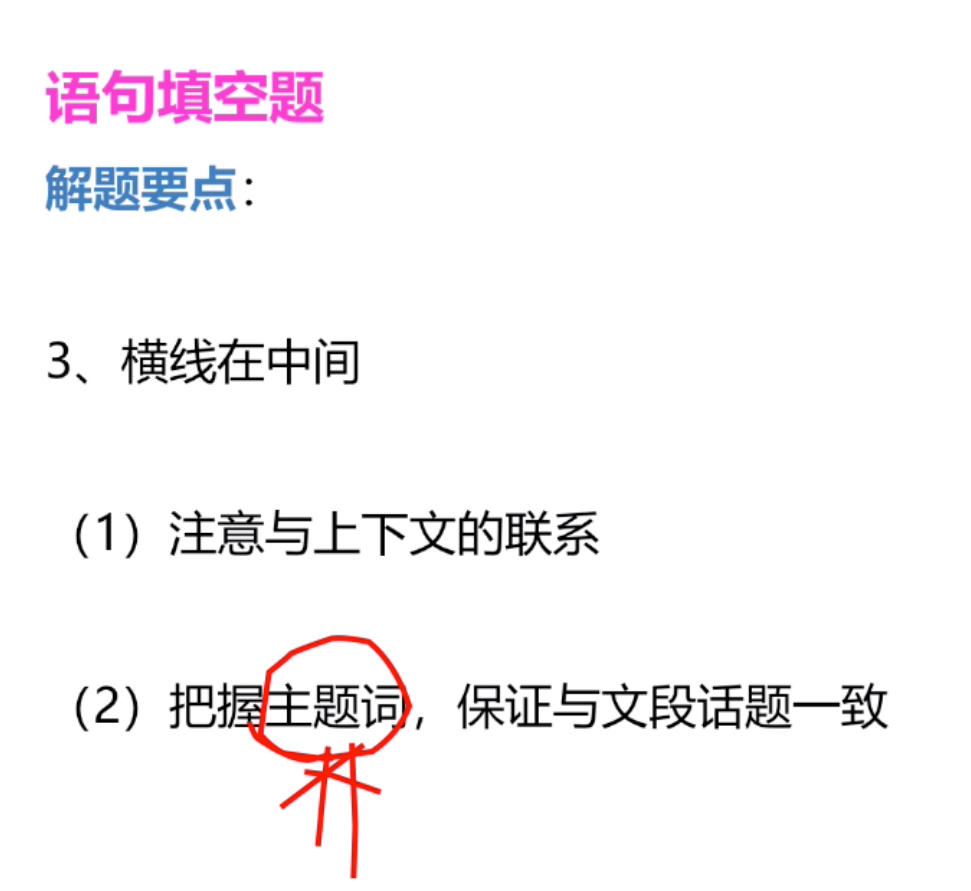 语句填空题
解题要点：
3、横线在中间
（1）注意与上下文的联系
（2）把握主题词，保证与文段话题一致